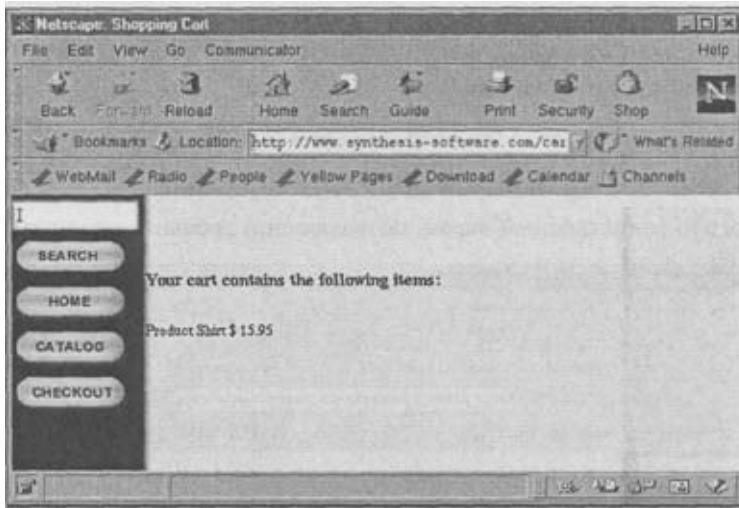 Netscape: Shopping Cart
File Edit View Go Communicator Help
Back Forward Reload Home Search Guide Print Security Shop N
Bookmarks Location: http://www.synthesis-software.com/car What's Related
WebMail Radio People Yellow Pages Download Calendar Channels
SEARCH
HOME
CATALOG
CHECKOUT
Your cart contains the following items:
Product Shirt $ 15.95